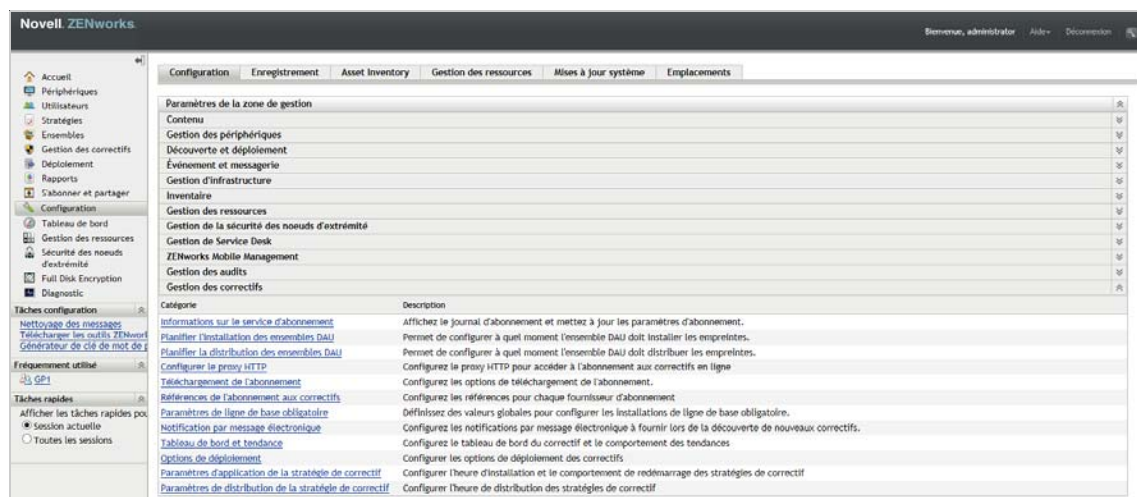 Novell. ZENworks.
Bienvenue, administrator Aide Déconnexion
Accueil
Périphériques
Utilisateurs
Stratégies
Ensembles
Gestion des correctifs
Déploiement
Rapports
S'abonner et partager
Configuration
Tableau de bord
Gestion des ressources
Sécurité des noeuds
d'extrémité
Full Disk Encryption
Diagnostic
Tâches configuration
Nettoyage des messages
Télécharger les outils ZENworl
Générateur de clé de mot de p
Fréquemment utilisé
GP1
Tâches rapides
Afficher les tâches rapides pou
Session actuelle
Toutes les sessions
Configuration Enregistrement Asset Inventory Gestion des ressources Mises à jour système Emplacements
Paramètres de la zone de gestion
Contenu
Gestion des périphériques
Découverte et déploiement
Événement et messagerie
Gestion d'infrastructure
Inventaire
Gestion des ressources
Gestion de la sécurité des noeuds d'extrémité
Gestion de Service Desk
ZENworks Mobile Management
Gestion des audits
Gestion des correctifs
Catégorie Description
Informations sur le service d'abonnement Affichez le journal d'abonnement et mettez à jour les paramètres d'abonnement.
Planifier l'installation des ensembles DAU Permet de configurer à quel moment l'ensemble DAU doit installer les empreintes.
Planifier la distribution des ensembles DAU Permet de configurer à quel moment l'ensemble DAU doit distribuer les empreintes.
Configurer le proxy HTTP Configurez le proxy HTTP pour accéder à l'abonnement aux correctifs en ligne
Téléchargement de l'abonnement Configurez les options de téléchargement de l'abonnement.
Références de l'abonnement aux correctifs Configurez les références pour chaque fournisseur d'abonnement
Paramètres de ligne de base obligatoire Définissez des valeurs globales pour configurer les installations de ligne de base obligatoire.
Notification par message électronique Configurez les notifications par message électronique à fournir lors de la découverte de nouveaux correctifs.
Tableau de bord et tendance Configurez le tableau de bord du correctif et le comportement des tendances
Options de déploiement Configurer les options de déploiement des correctifs
Paramètres d'application de la stratégie de correctif Configurer l'heure d'installation et le comportement de redémarrage des stratégies de correctif
Paramètres de distribution de la stratégie de correctif Configurer l'heure de distribution des stratégies de correctif